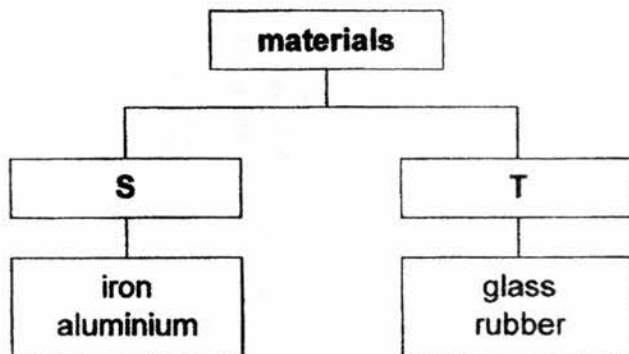 materials
S
T
iron
aluminium
glass
rubber